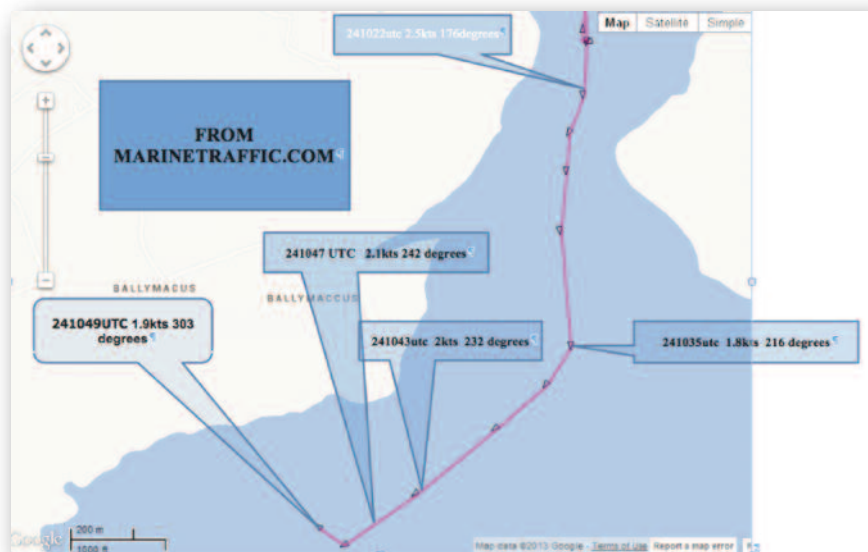 241022utc 2.5kts 176degrees
Map Satellite Simple
FROM
MARINETRAFFIC.COM
241047 UTC 2.1kts 242 degrees
BALLYMACUS
BALLYMACCUS
241049UTC 1.9kts 303
degrees
241043utc 2kts 232 degrees
241035utc 1.8kts 216 degrees
200 m
1000 ft
Google
Map data ©2013 Google - Terms of Use Report a map error